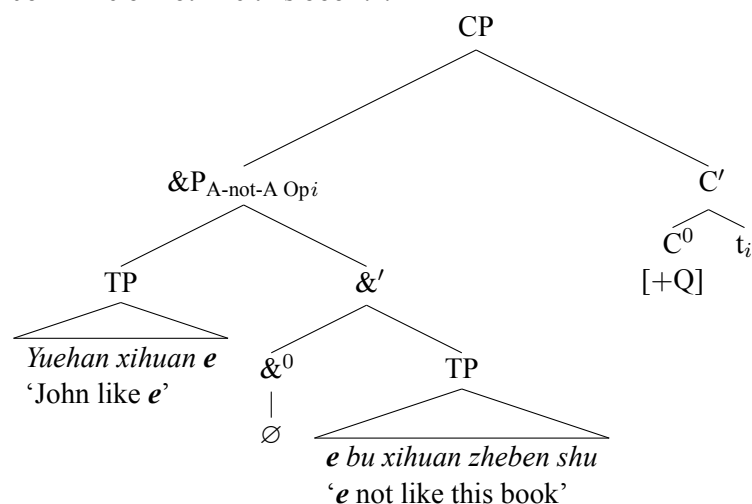 CP
&P A-not-A Opi
C′
TP
&′
C0
ti
[+Q]
Yuehan xihuan e
‘John like e’
&0
TP
∅
e bu xihuan zheben shu
‘e not like this book’